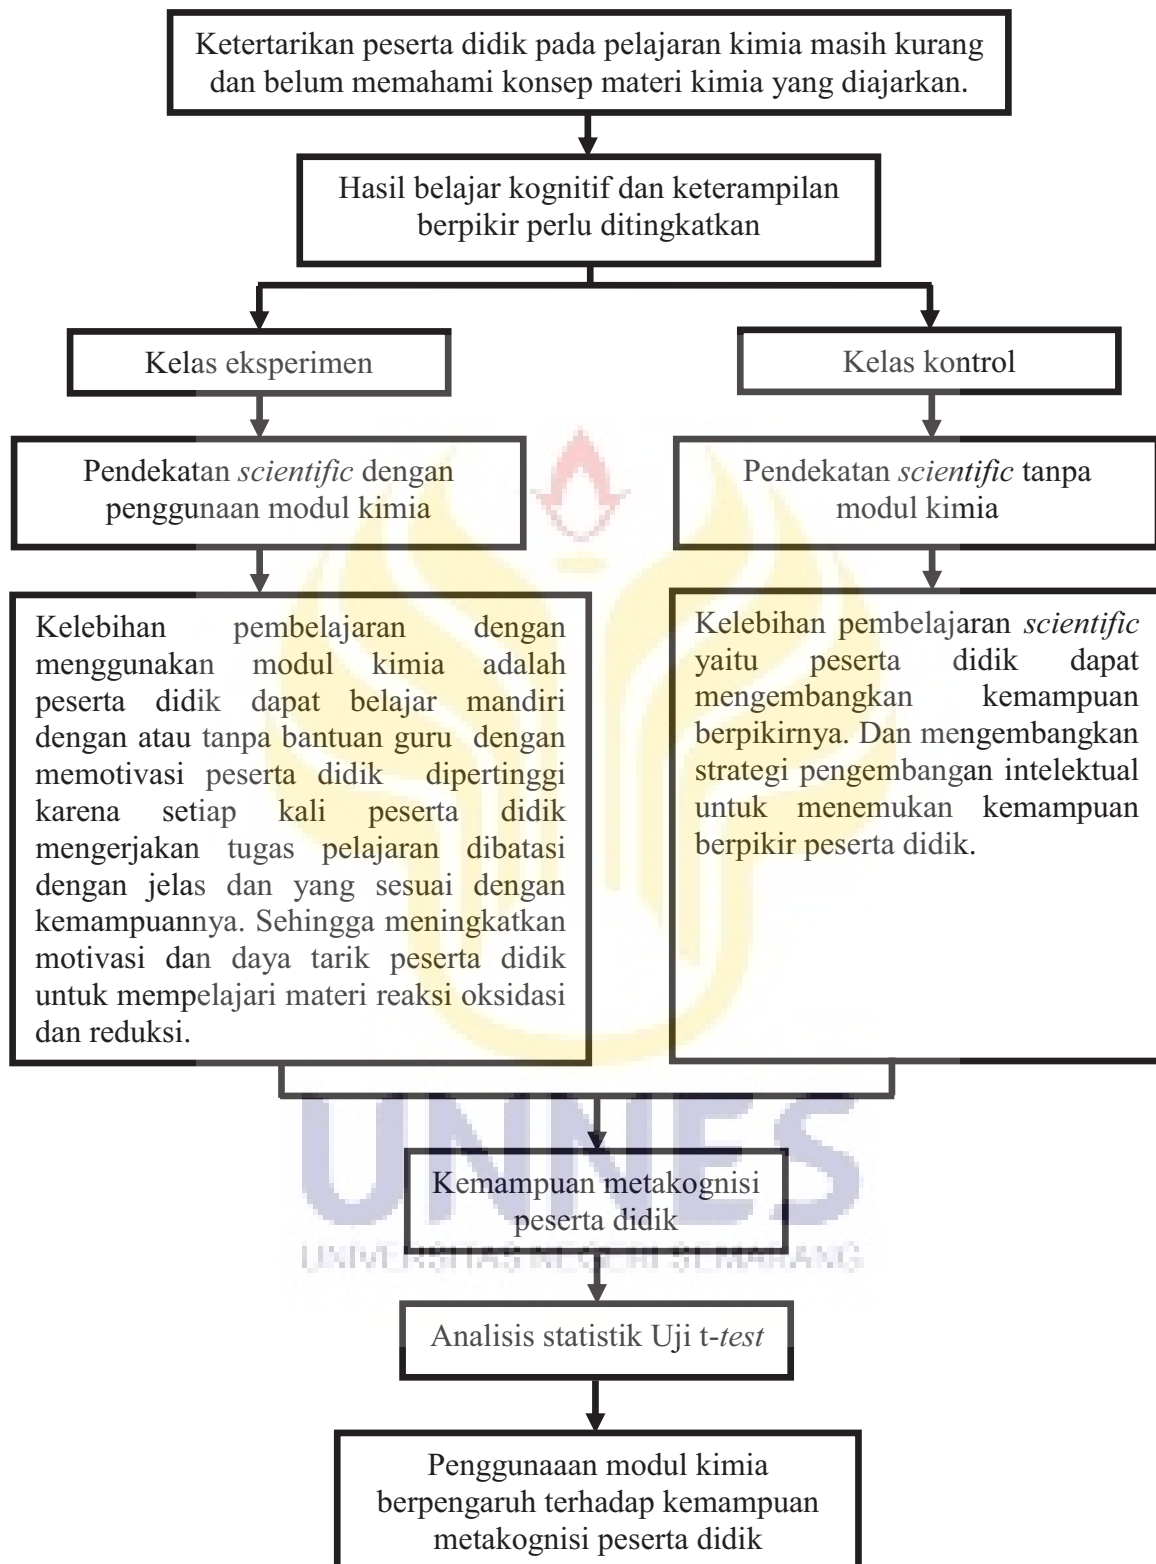 Ketertarikan peserta didik pada pelajaran kimia masih kurang
dan belum memahami konsep materi kimia yang diajarkan.
Hasil belajar kognitif dan keterampilan
berpikir perlu ditingkatkan
Kelas eksperimen
Kelas kontrol
Pendekatan scientific dengan
penggunaan modul kimia
Pendekatan scientific tanpa
modul kimia
Kelebihan pembelajaran dengan
menggunakan modul kimia adalah
peserta didik dapat belajar mandiri
dengan atau tanpa bantuan guru dengan
memotivasi peserta didik dipertinggi
karena setiap kali peserta didik
mengerjakan tugas pelajaran dibatasi
dengan jelas dan yang sesuai dengan
kemampuannya. Sehingga meningkatkan
motivasi dan daya tarik peserta didik
untuk mempelajari materi reaksi oksidasi
dan reduksi.
Kelebihan pembelajaran scientific
yaitu peserta didik dapat
mengembangkan kemampuan
berpikirnya. Dan mengembangkan
strategi pengembangan intelektual
untuk menemukan kemampuan
berpikir peserta didik.
UNNES
Kemampuan metakognisi
peserta didik
UNIVERSITAS NEGERI SEMARANG
Analisis statistik Uji t-test
Penggunaaan modul kimia
berpengaruh terhadap kemampuan
metakognisi peserta didik